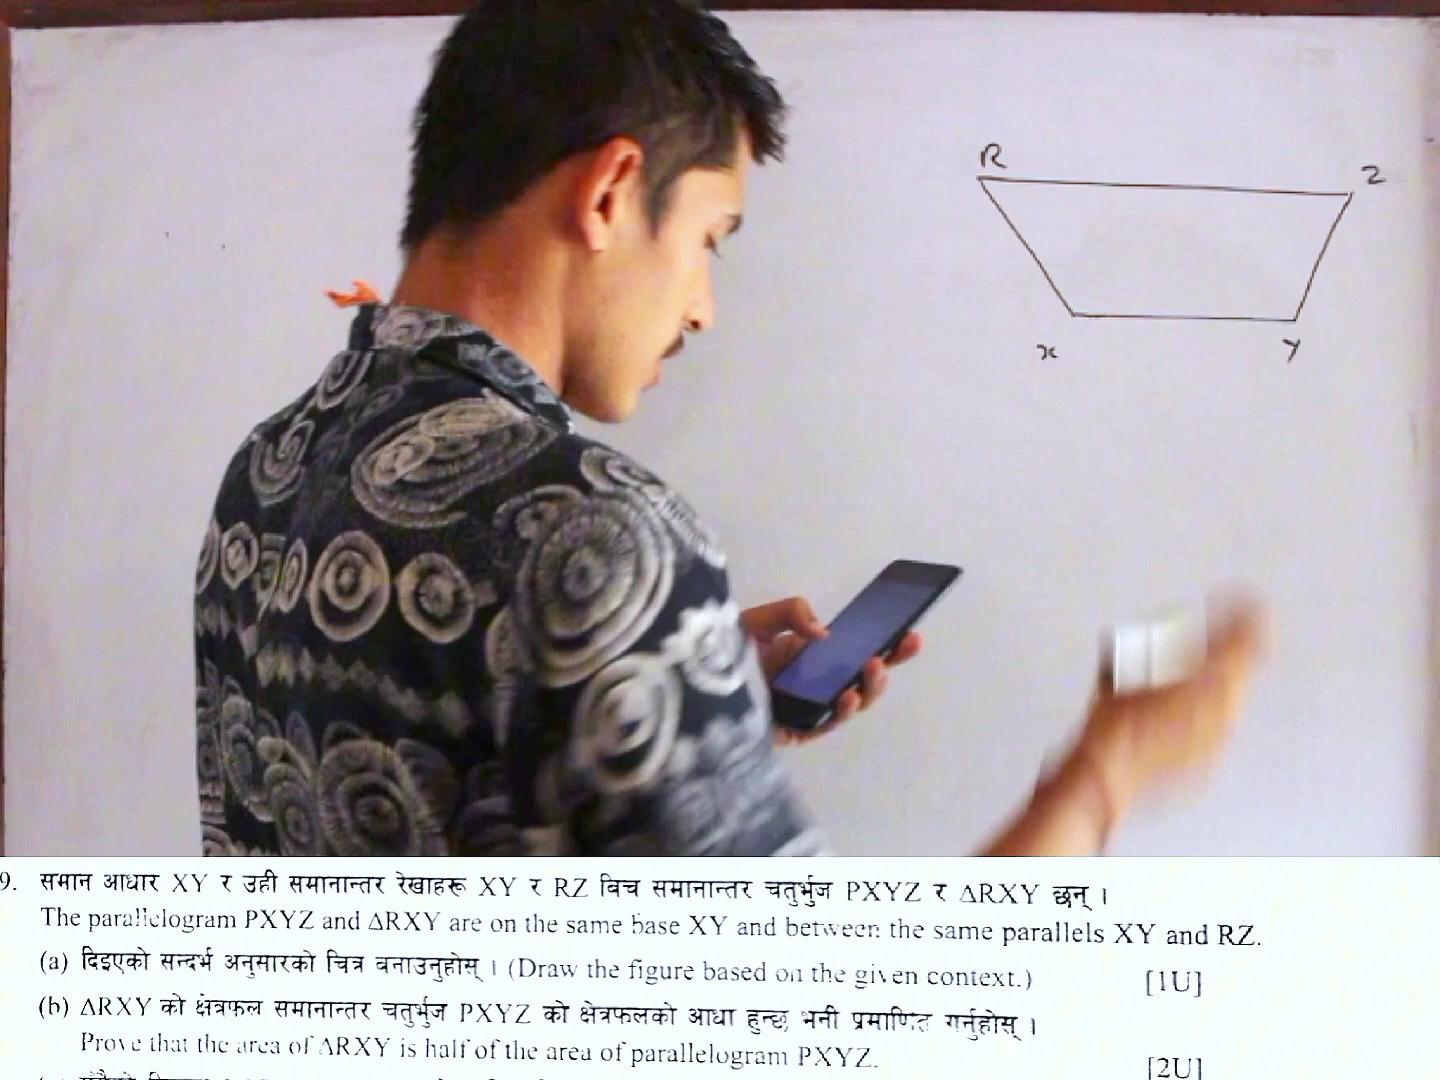 R
Z
x
Y
9. समान आधार XY र उही समानान्तर रेखाहरू XY र RZ बिच समानान्तर चतुर्भुज PXYZ र ΔRXY छन् ।
The parallelogram PXYZ and ΔRXY are on the same base XY and between the same parallels XY and RZ.
(a) दिइएको सन्दर्भ अनुसारको चित्र बनाउनुहोस् । (Draw the figure based on the given context.) [1U]
(b) ΔRXY को क्षेत्रफल समानान्तर चतुर्भुज PXYZ को क्षेत्रफलको आधा हुन्छ भनी प्रमाणित गर्नुहोस् ।
Prove that the area of ΔRXY is half of the area of parallelogram PXYZ. [2U]